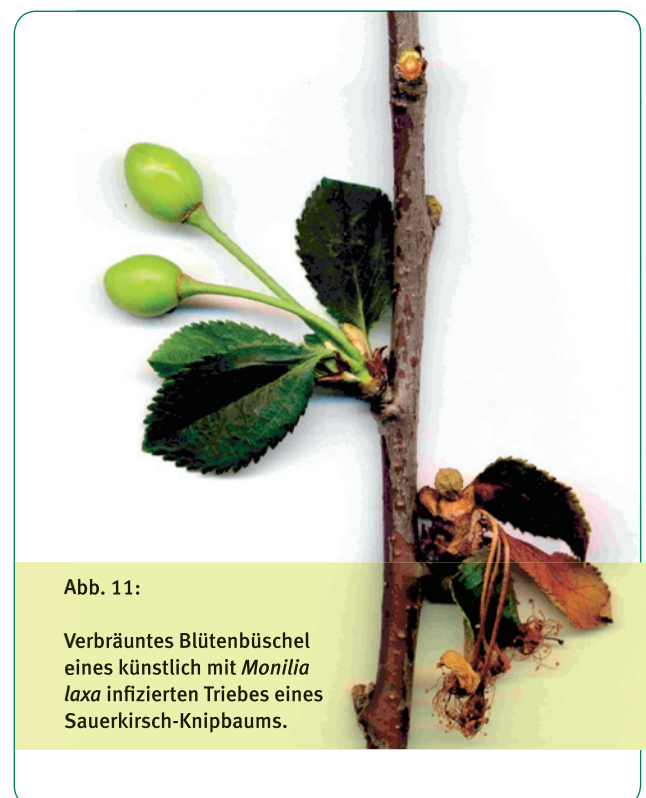 Abb. 11:
Verbräuntes Blütenbüschel
eines künstlich mit Monilia
laxa infizierten Triebes eines
Sauerkirsch-Knipbaums.